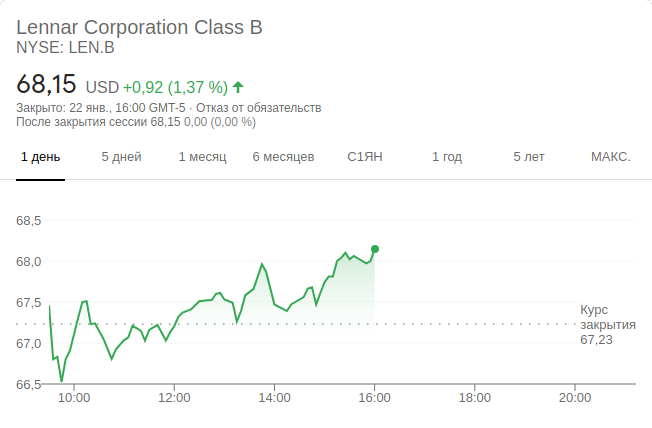 Lennar Corporation Class B
NYSE: LEN.B
68,15 USD +0,92 (1,37 %)
Закрыто: 22 янв., 16:00 GMT-5 · Отказ от обязательств
После закрытия сессии 68,15 0,00 (0,00 %)
1 день 5 дней 1 месяц 6 месяцев С1ЯН 1 год 5 лет МАКС.
68,5
68,0
67,5
67,0
66,5
Курс
закрытия
67,23
10:00 12:00 14:00 16:00 18:00 20:00